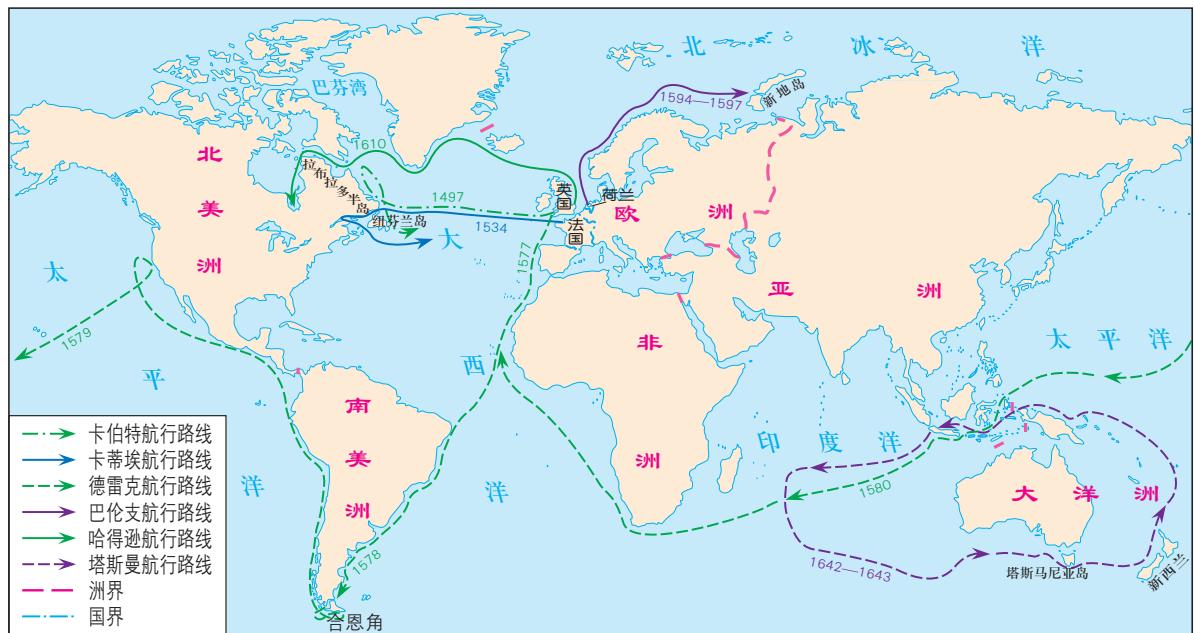 北 冰 洋
巴芬湾
新地岛
1594—1597
1610
拉布拉多半岛
北美洲
英国
荷兰
1497
纽芬兰岛
1534
法国
欧 洲
大
太
1577
亚 洲
1579
非
太 平 洋
平
西
南
印 度 洋
美
洲
洋
洋
1580
大 洋 洲
洲
1578
1642—1643
塔斯马尼亚岛
新西兰
合恩角
卡伯特航行路线
卡蒂埃航行路线
德雷克航行路线
巴伦支航行路线
哈得逊航行路线
塔斯曼航行路线
洲界
国界